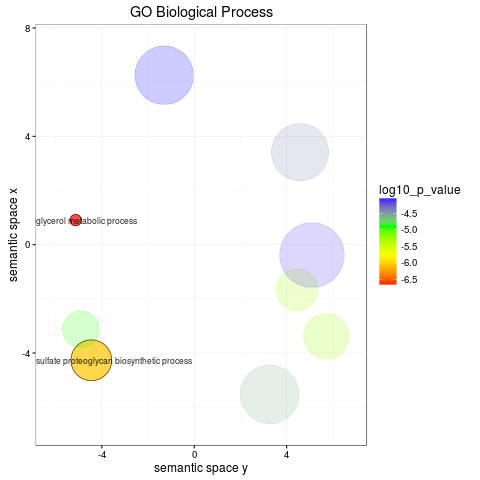 GO Biological Process
8
4
0
-4
semantic space x
glycerol metabolic process
sulfate proteoglycan biosynthetic process
-4
0
4
semantic space y
log10_p_value
-4.5
-5.0
-5.5
-6.0
-6.5